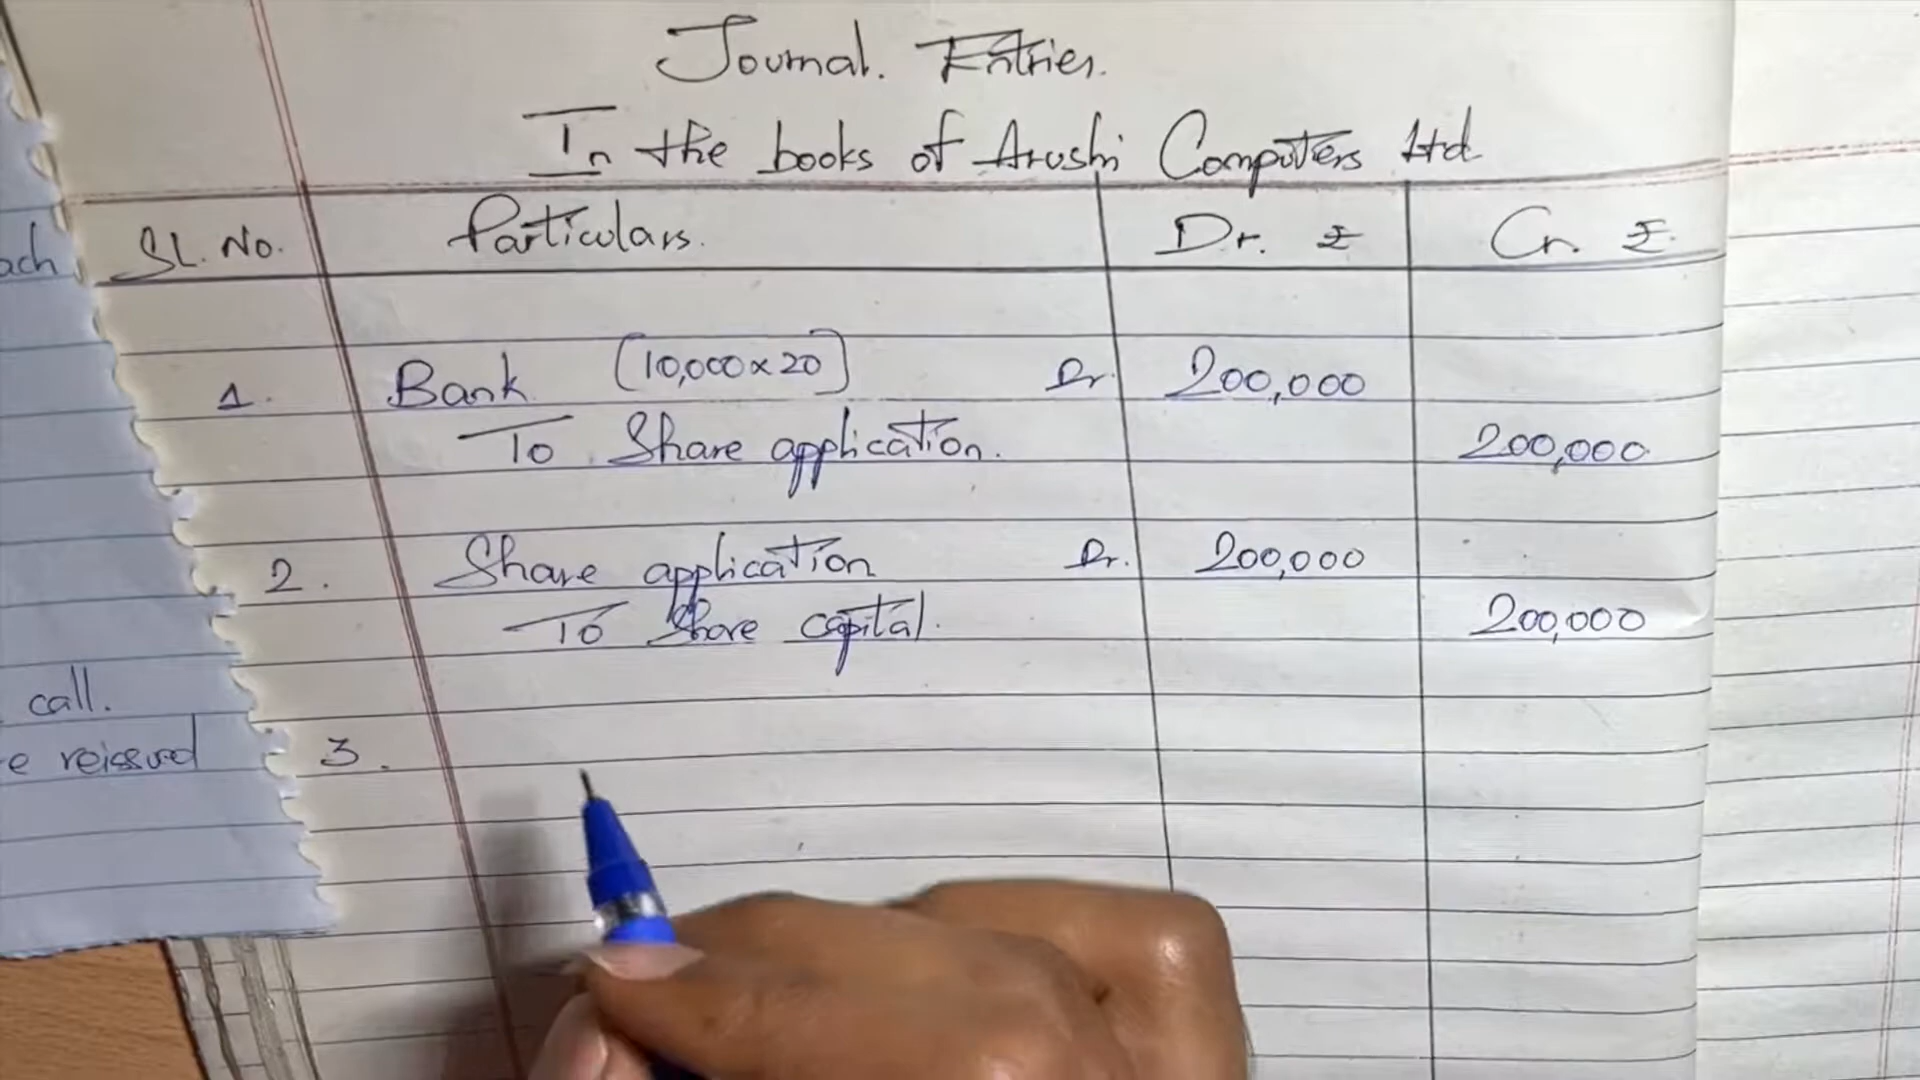 Journal. Entries.
In the books of Arushi Computers Ltd
SL. No. Particulars. Dr. ₹ Cr. ₹
1. Bank (10,000 x 20) Dr. 200,000
To Share application. 200,000
2. Share application Dr. 200,000
To Share capital. 200,000
3.
ach
call.
e reissued